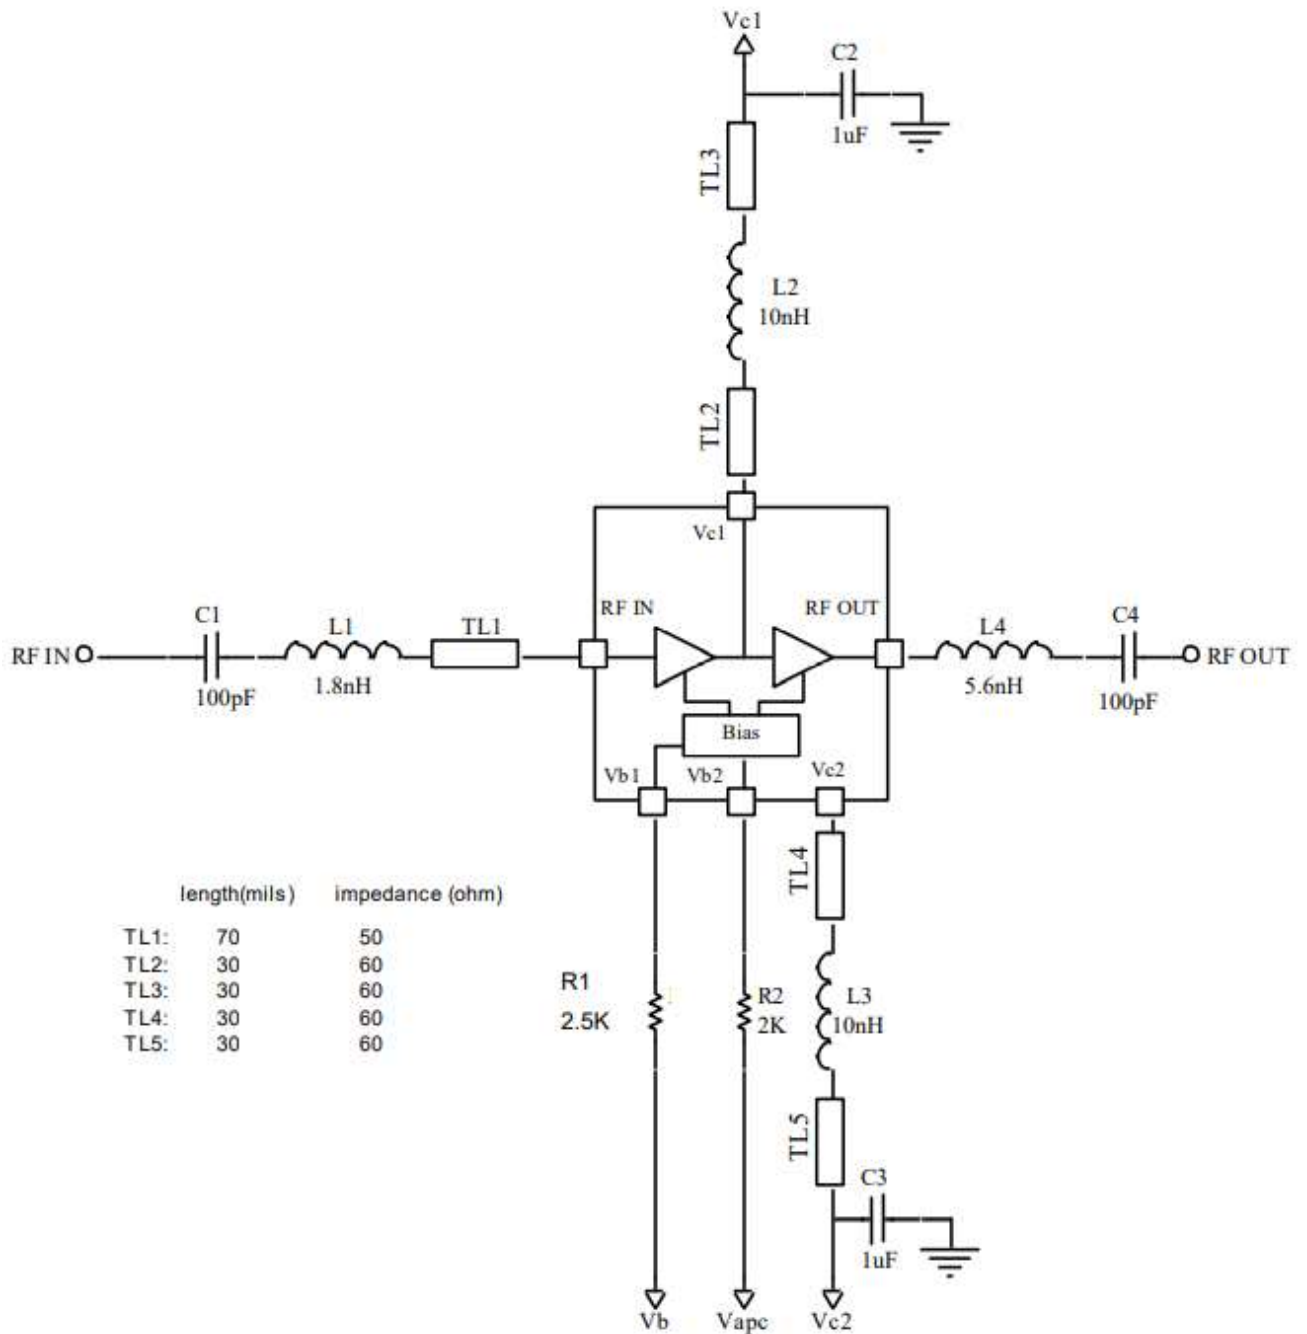 Vc1
C2
1uF
TL3
L2
10nH
TL2
Vc1
RF IN
RF OUT
C1
L1
TL1
L4
C4
RF IN
RF OUT
100pF
1.8nH
5.6nH
100pF
Bias
Vb1
Vb2
Vc2
TL4
length(mils) impedance (ohm)
TL1: 70 50
TL2: 30 60
TL3: 30 60
TL4: 30 60
TL5: 30 60
R1
2.5K
R2
2K
L3
10nH
TL5
C3
1uF
Vb
Vapc
Vc2